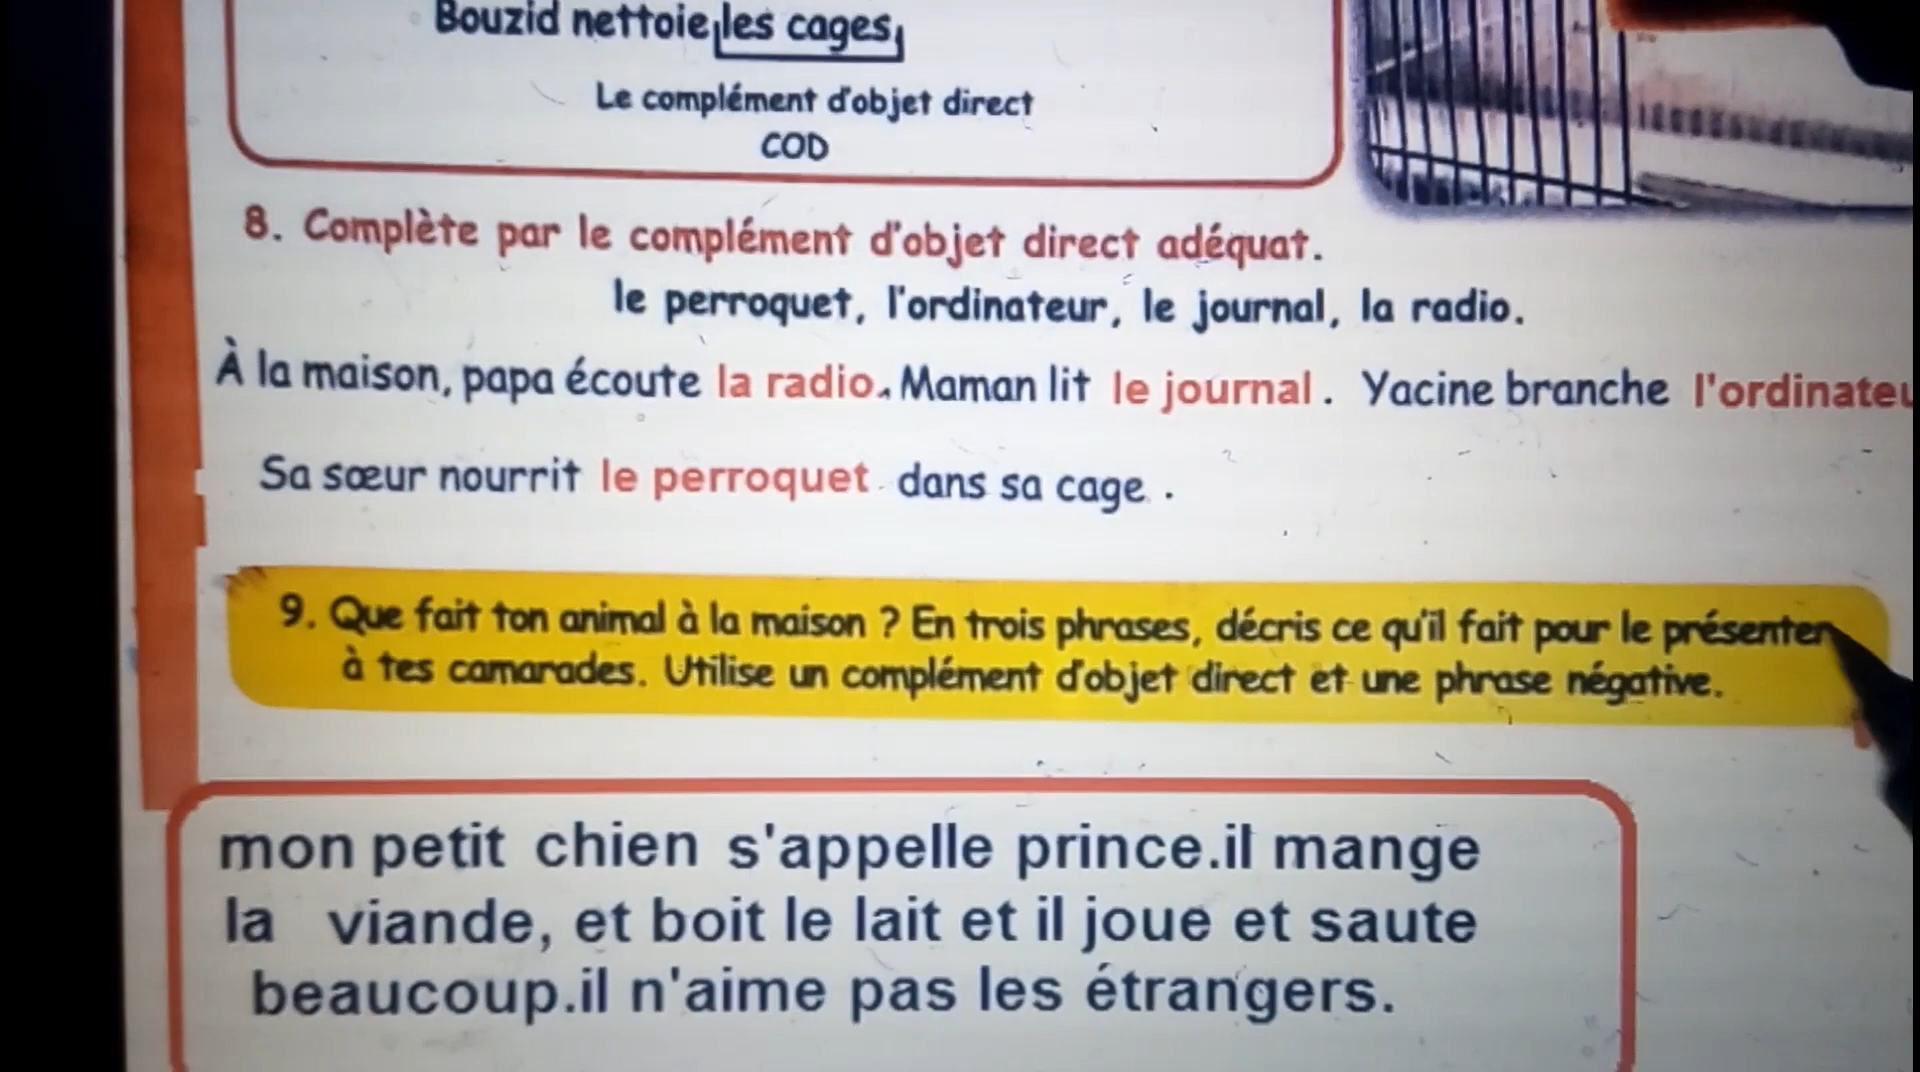 Bouzid nettoie les cages
Le complément d'objet direct
COD
8. Complète par le complément d'objet direct adéquat.
le perroquet, l'ordinateur, le journal, la radio.
À la maison, papa écoute la radio. Maman lit le journal. Yacine branche
Sa sœur nourrit le perroquet dans sa cage .
9. Que fait ton animal à la maison ? En trois phrases, décris ce qu'il fait pour le présenter
à tes camarades. Utilise un complément d'objet direct et une phrase négative.
mon petit chien s'appelle prince.il mange
la viande, et boit le lait et il joue et saute
beaucoup.il n'aime pas les étrangers.